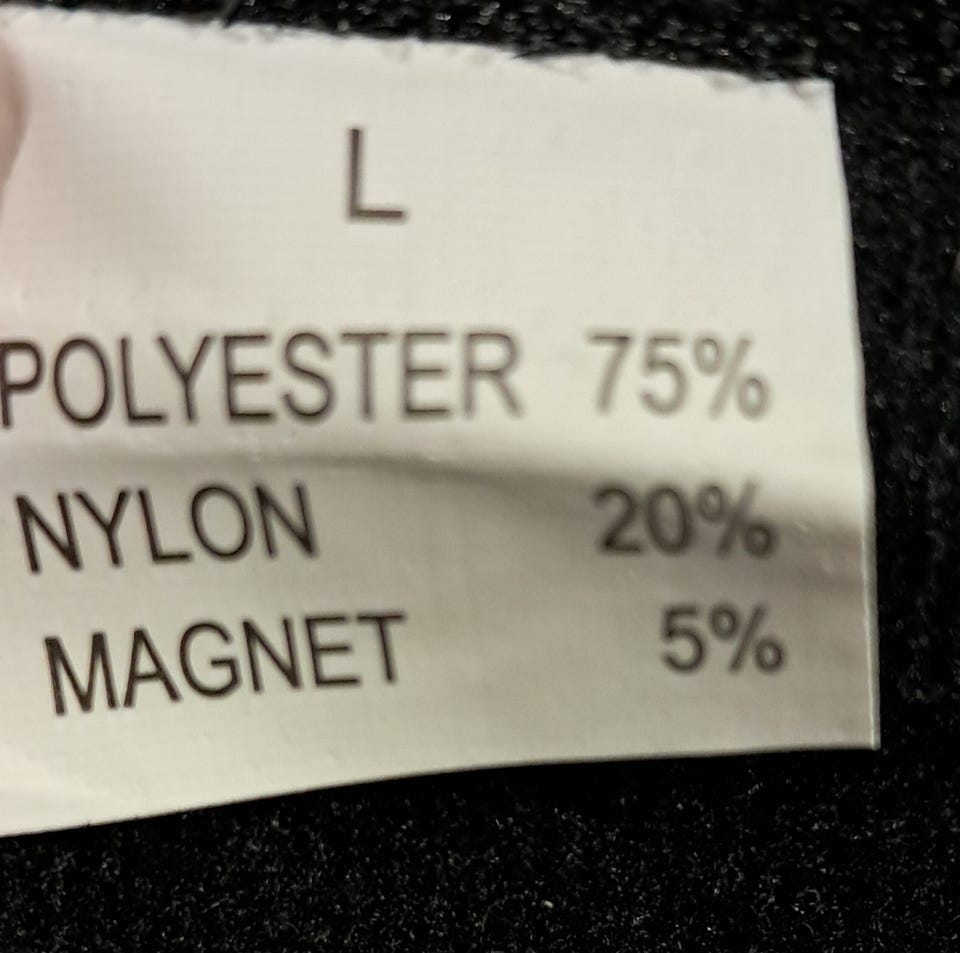 L
POLYESTER 75%
NYLON 20%
MAGNET 5%